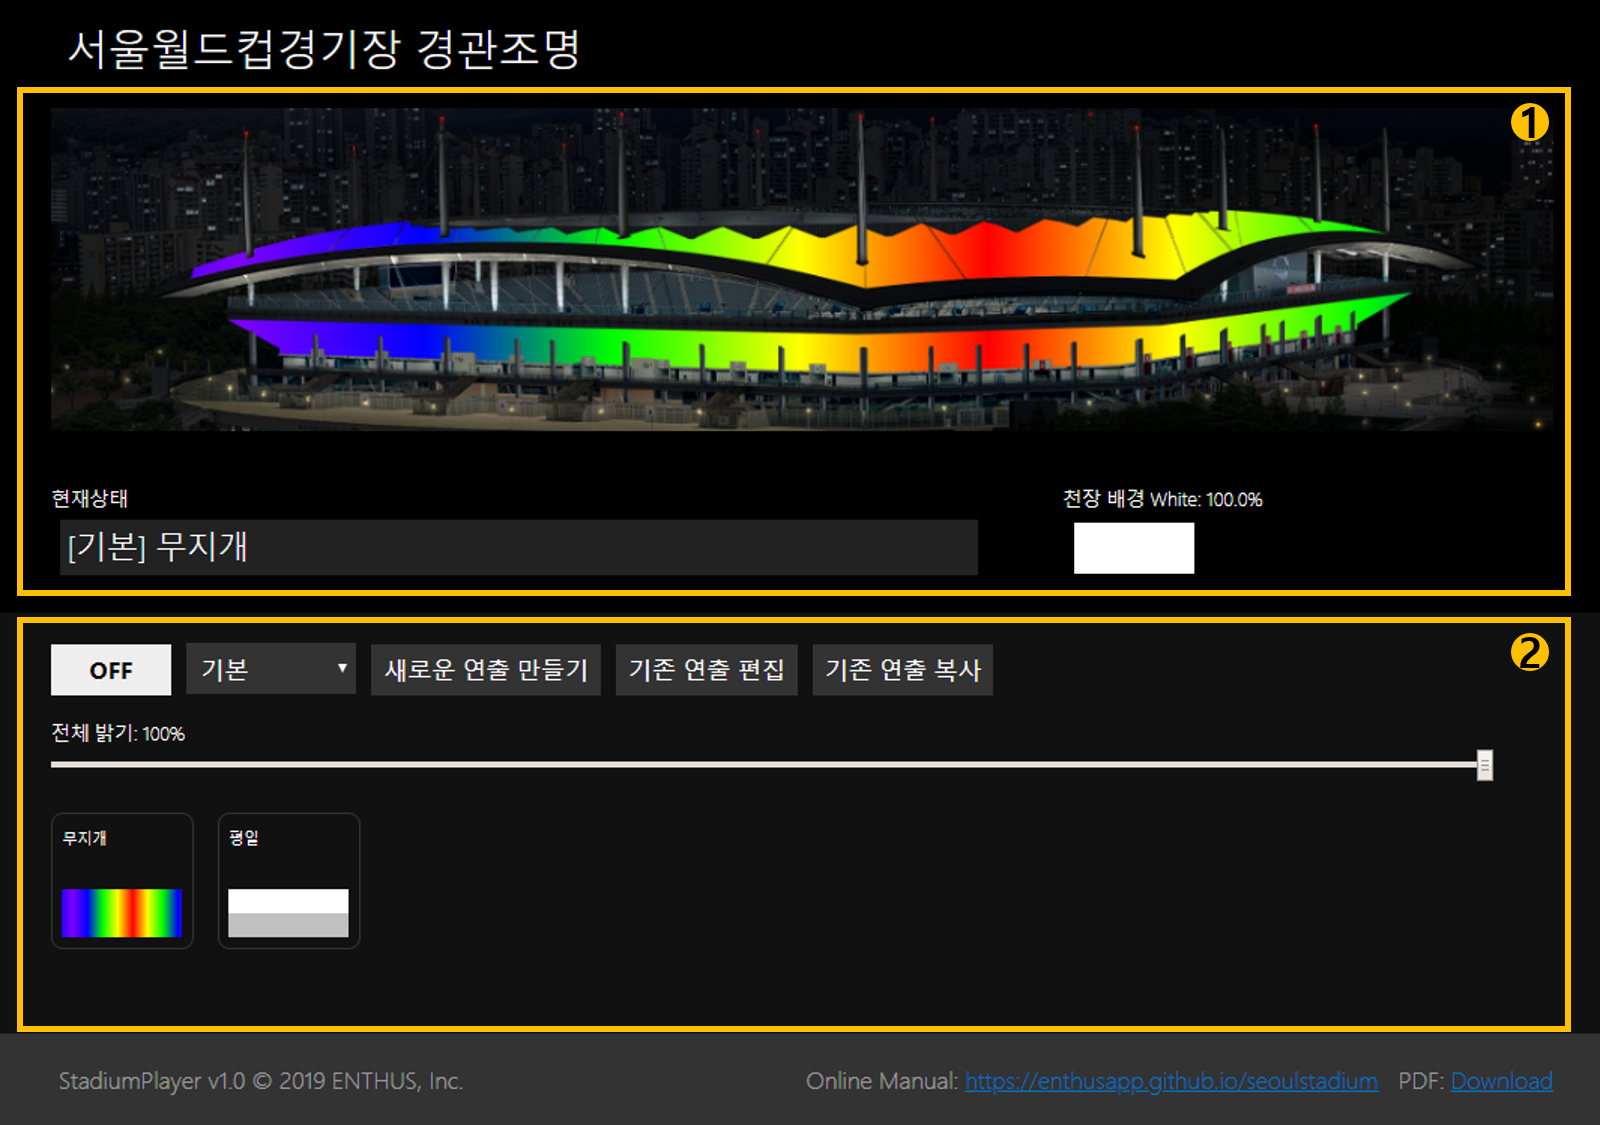 서울월드컵경기장 경관조명
1
현재상태
천장 배경 White: 100.0%
[기본] 무지개
2
OFF 기본 새로운 연출 만들기 기존 연출 편집 기존 연출 복사
전체 밝기: 100%
무지개 평일
StadiumPlayer v1.0 © 2019 ENTHUS, Inc. Online Manual: https://enthusapp.github.io/seoulstadium PDF: Download